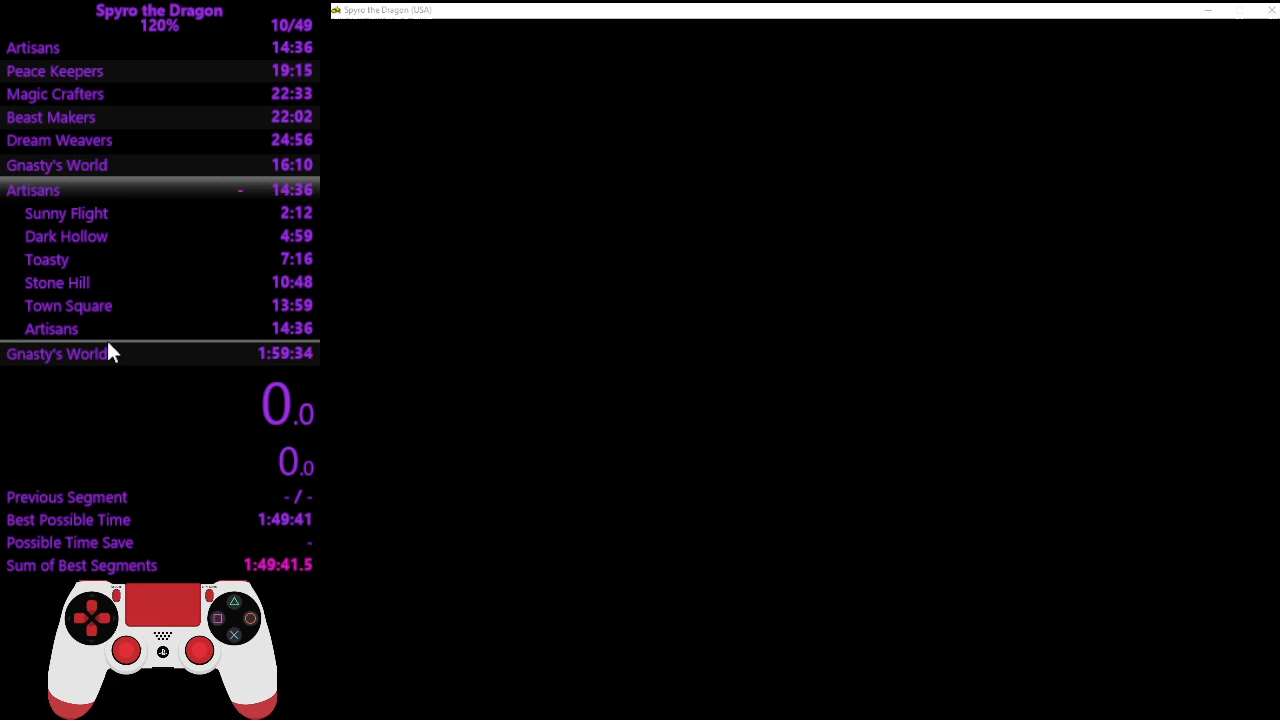 Spyro the Dragon
120% 10/49
Artisans 14:36
Peace Keepers 19:15
Magic Crafters 22:33
Beast Makers 22:02
Dream Weavers 24:56
Gnasty's World 16:10
Artisans - 14:36
Sunny Flight 2:12
Dark Hollow 4:59
Toasty 7:16
Stone Hill 10:48
Town Square 13:59
Artisans 14:36
Gnasty's World 1:59:34
0.0
0.0
Previous Segment - / -
Best Possible Time 1:49:41
Possible Time Save -
Sum of Best Segments 1:49:41.5
Spyro the Dragon (USA)